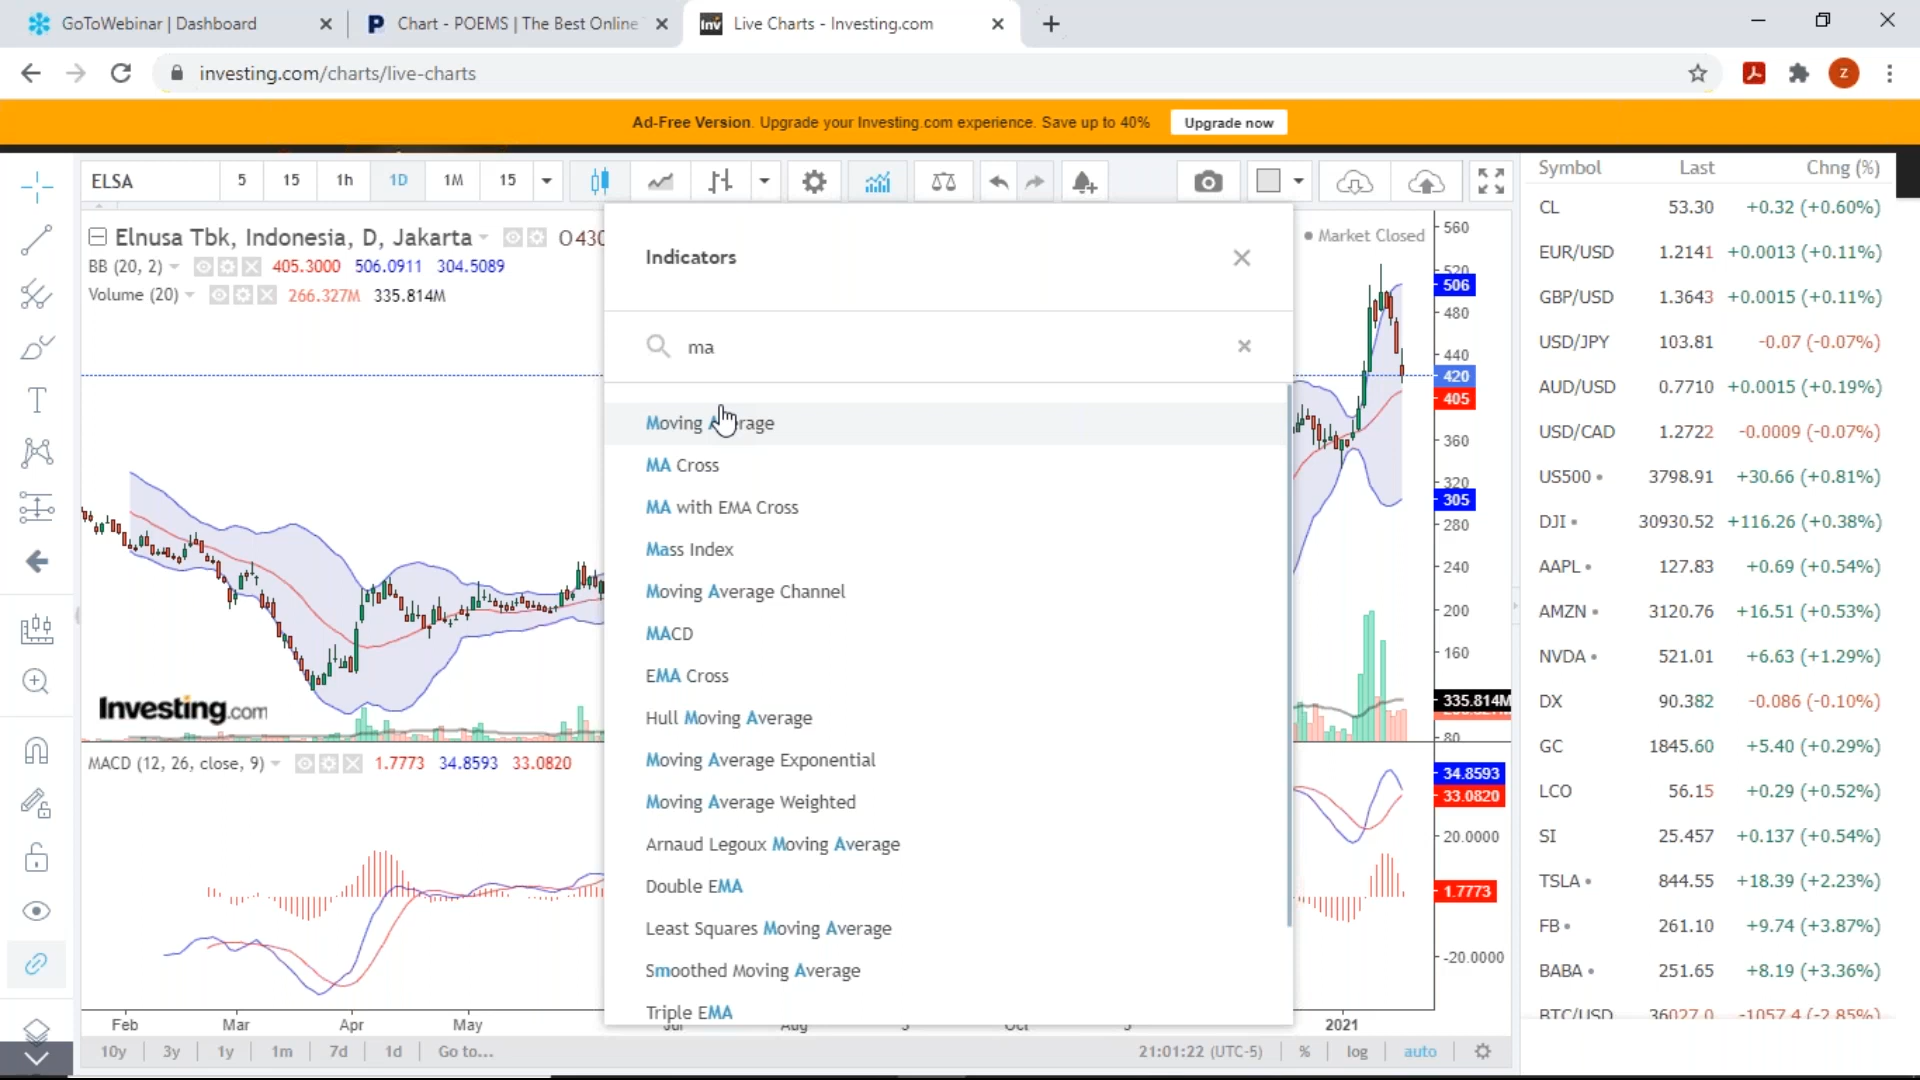 GoToWebinar | Dashboard
Chart - POEMS | The Best Online
Live Charts - Investing.com
investing.com/charts/live-charts
Z
Ad-Free Version. Upgrade your Investing.com experience. Save up to 40%
Upgrade now
ELSA
5
15
1h
1D
1M
15
Symbol Last Chng (%)
Elnusa Tbk, Indonesia, D, Jakarta
O430
BB (20, 2) 405.3000 506.0911 304.5089
Volume (20) 266.327M 335.814M
Indicators
ma
Moving
MA Cross
MA with EMA Cross
Mass Index
Moving Average Channel
MACD
EMA Cross
Hull Moving Average
Moving Average Exponential
Moving Average Weighted
Arnaud Legoux Moving Average
Double EMA
Least Squares Moving Average
Smoothed Moving Average
Triple EMA
Investing.com
MACD (12, 26, close, 9) 1.7773 34.8593 33.0820
Market Closed
560
520
506
480
440
420
405
360
320
305
280
240
200
160
335.814M
80
34.8593
33.0820
20.0000
1.7773
-20.0000
Feb Mar Apr May Jul Aug Oct 2021
10y 3y 1y 1m 7d 1d Go to...
21:01:22 (UTC-5) % log auto
CL 53.30 +0.32 (+0.60%)
EUR/USD 1.2141 +0.0013 (+0.11%)
GBP/USD 1.3643 +0.0015 (+0.11%)
USD/JPY 103.81 -0.07 (-0.07%)
AUD/USD 0.7710 +0.0015 (+0.19%)
USD/CAD 1.2722 -0.0009 (-0.07%)
US500 3798.91 +30.66 (+0.81%)
DJI 30930.52 +116.26 (+0.38%)
AAPL 127.83 +0.69 (+0.54%)
AMZN 3120.76 +16.51 (+0.53%)
NVDA 521.01 +6.63 (+1.29%)
DX 90.382 -0.086 (-0.10%)
GC 1845.60 +5.40 (+0.29%)
LCO 56.15 +0.29 (+0.52%)
SI 25.457 +0.137 (+0.54%)
TSLA 844.55 +18.39 (+2.23%)
FB 261.10 +9.74 (+3.87%)
BABA 251.65 +8.19 (+3.36%)
BTC/USD 36027.0 -1057.4 (-2.85%)